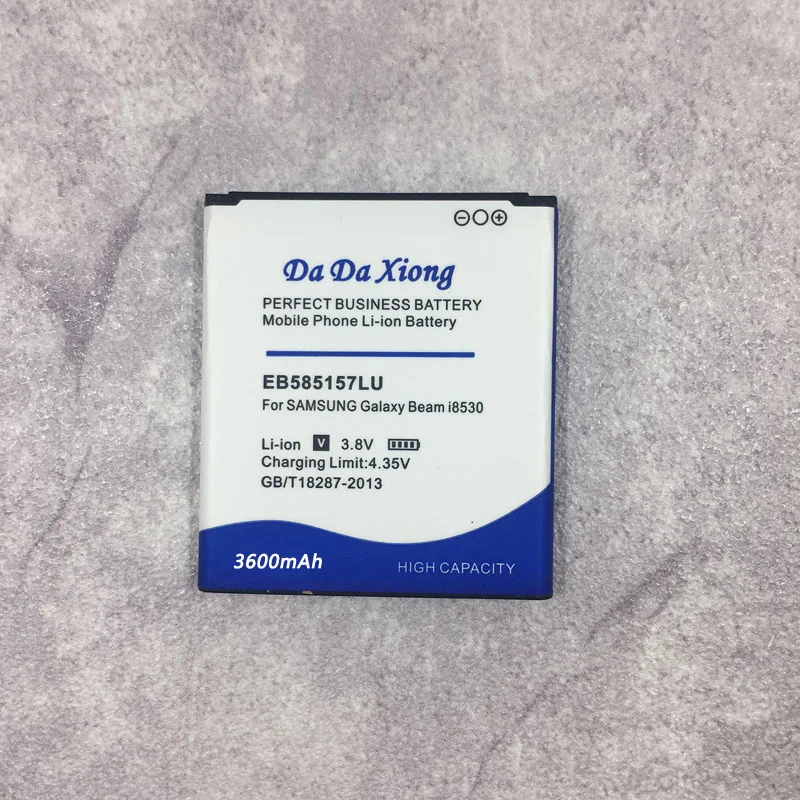 Da Da Xiong
PERFECT BUSINESS BATTERY
Mobile Phone Li-ion Battery
EB585157LU
For SAMSUNG Galaxy Beam i8530
Li-ion V 3.8V
Charging Limit:4.35V
GB/T18287-2013
3600mAh
HIGH CAPACITY